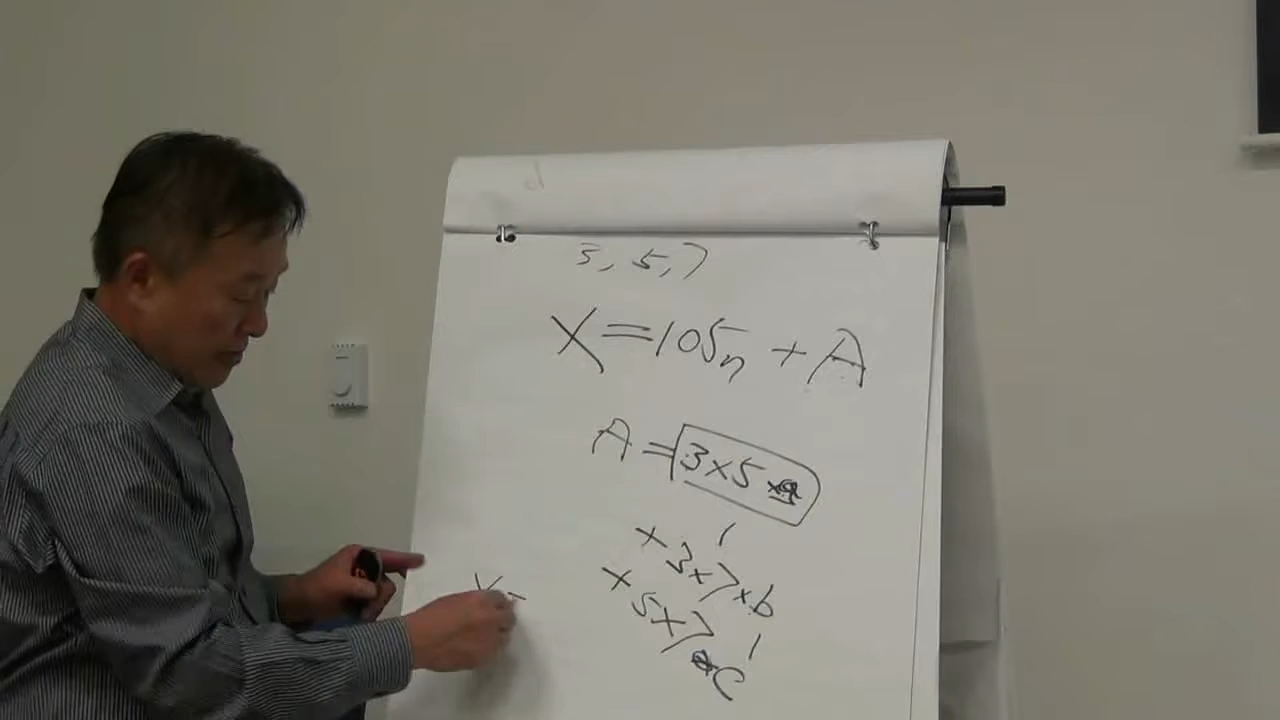 3, 5, 7
X = 105n + A
A = 3 x 5 x a
x 3 x 7 x b
x 5 x 7 x C